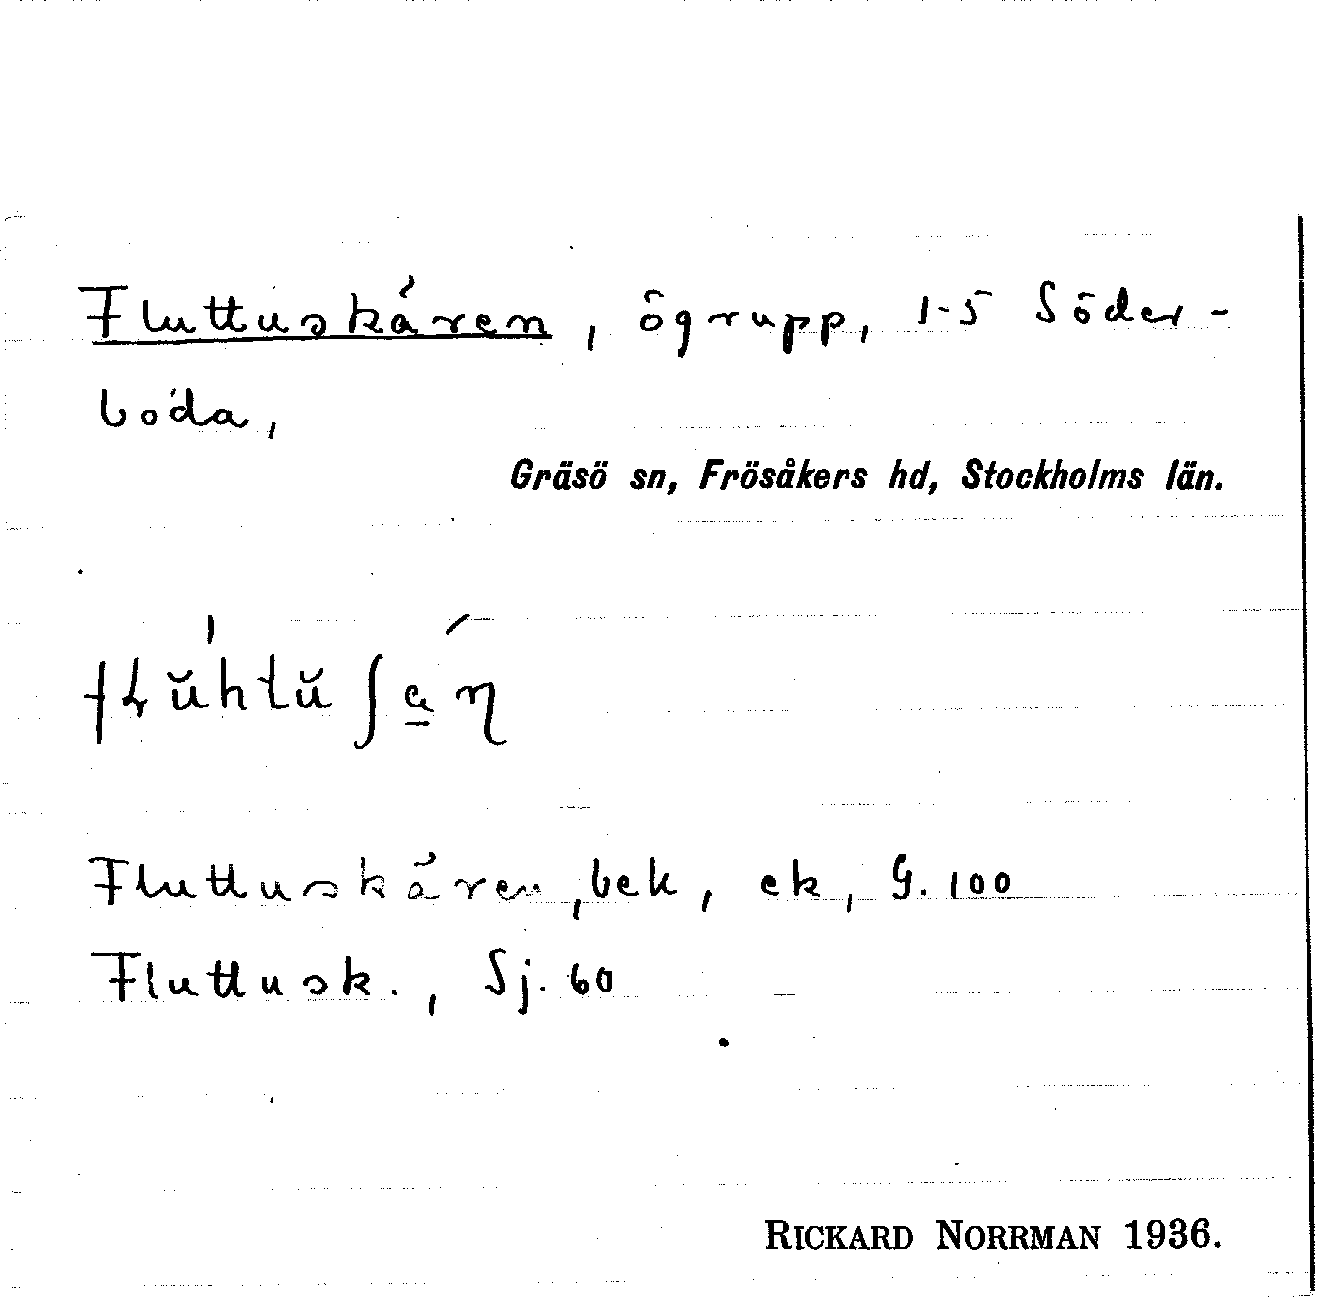 Fluttuskären, ögrupp, 1-5 Söder-
boda,
Gräsö sn, Frösåkers hd, Stockholms län.
Fluttuskären, bek, ek, G. 100
Fluttusk., Sj. 60
RICKARD NORRMAN 1936.